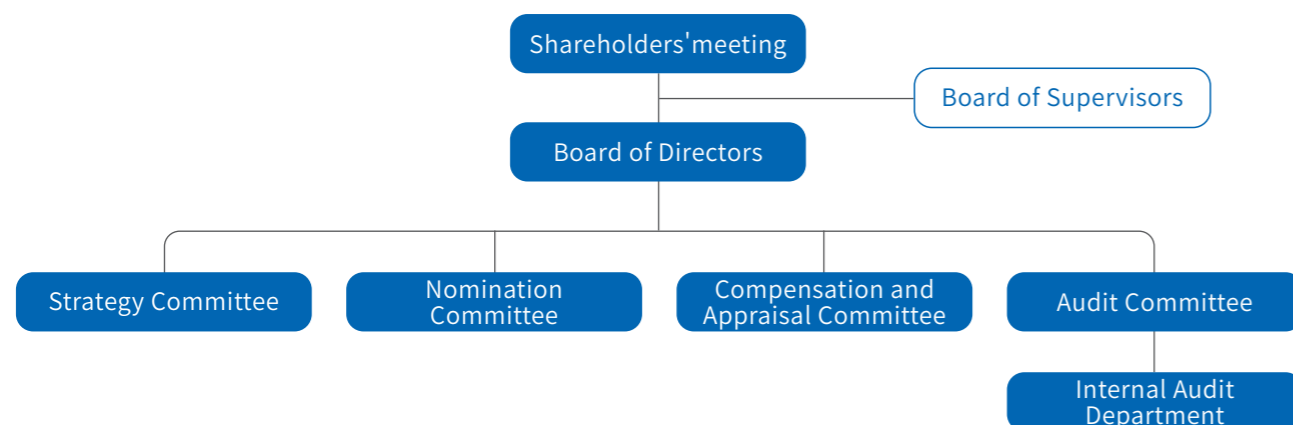 Shareholders'meeting
Board of Supervisors
Board of Directors
Strategy Committee
Nomination
Committee
Compensation and
Appraisal Committee
Audit Committee
Internal Audit
Department